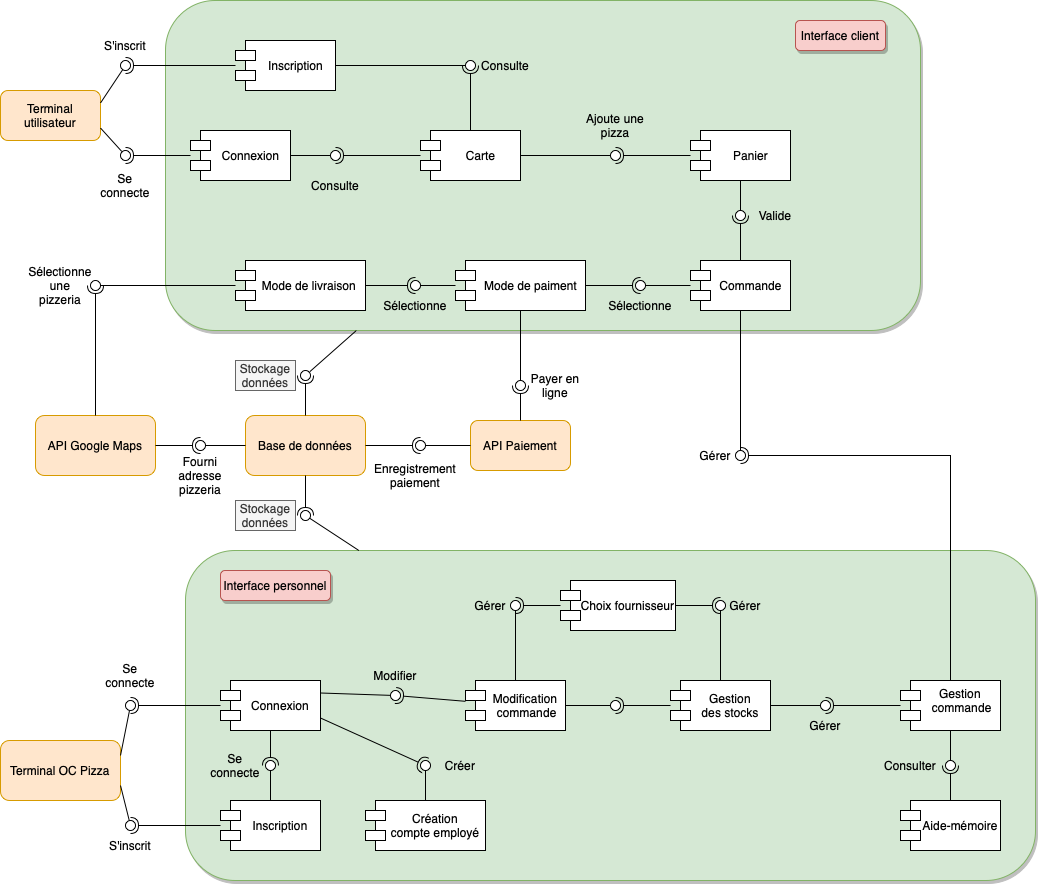 Interface client
S'inscrit
Inscription
Consulte
Terminal
utilisateur
Ajoute une
pizza
Connexion
Carte
Panier
Se
connecte
Consulte
Valide
Sélectionne
une
pizzeria
Mode de livraison
Mode de paiment
Commande
Sélectionne
Sélectionne
Stockage
données
Payer en
ligne
API Google Maps
Base de données
API Paiement
Gérer
Fourni
adresse
pizzeria
Enregistrement
paiement
Stockage
données
Interface personnel
Gérer
Choix fournisseur
Gérer
Se
connecte
Modifier
Connexion
Modification
commande
Gestion
des stocks
Gestion
commande
Gérer
Terminal OC Pizza
Se
connecte
Créer
Consulter
Inscription
Création
compte employé
Aide-mémoire
S'inscrit